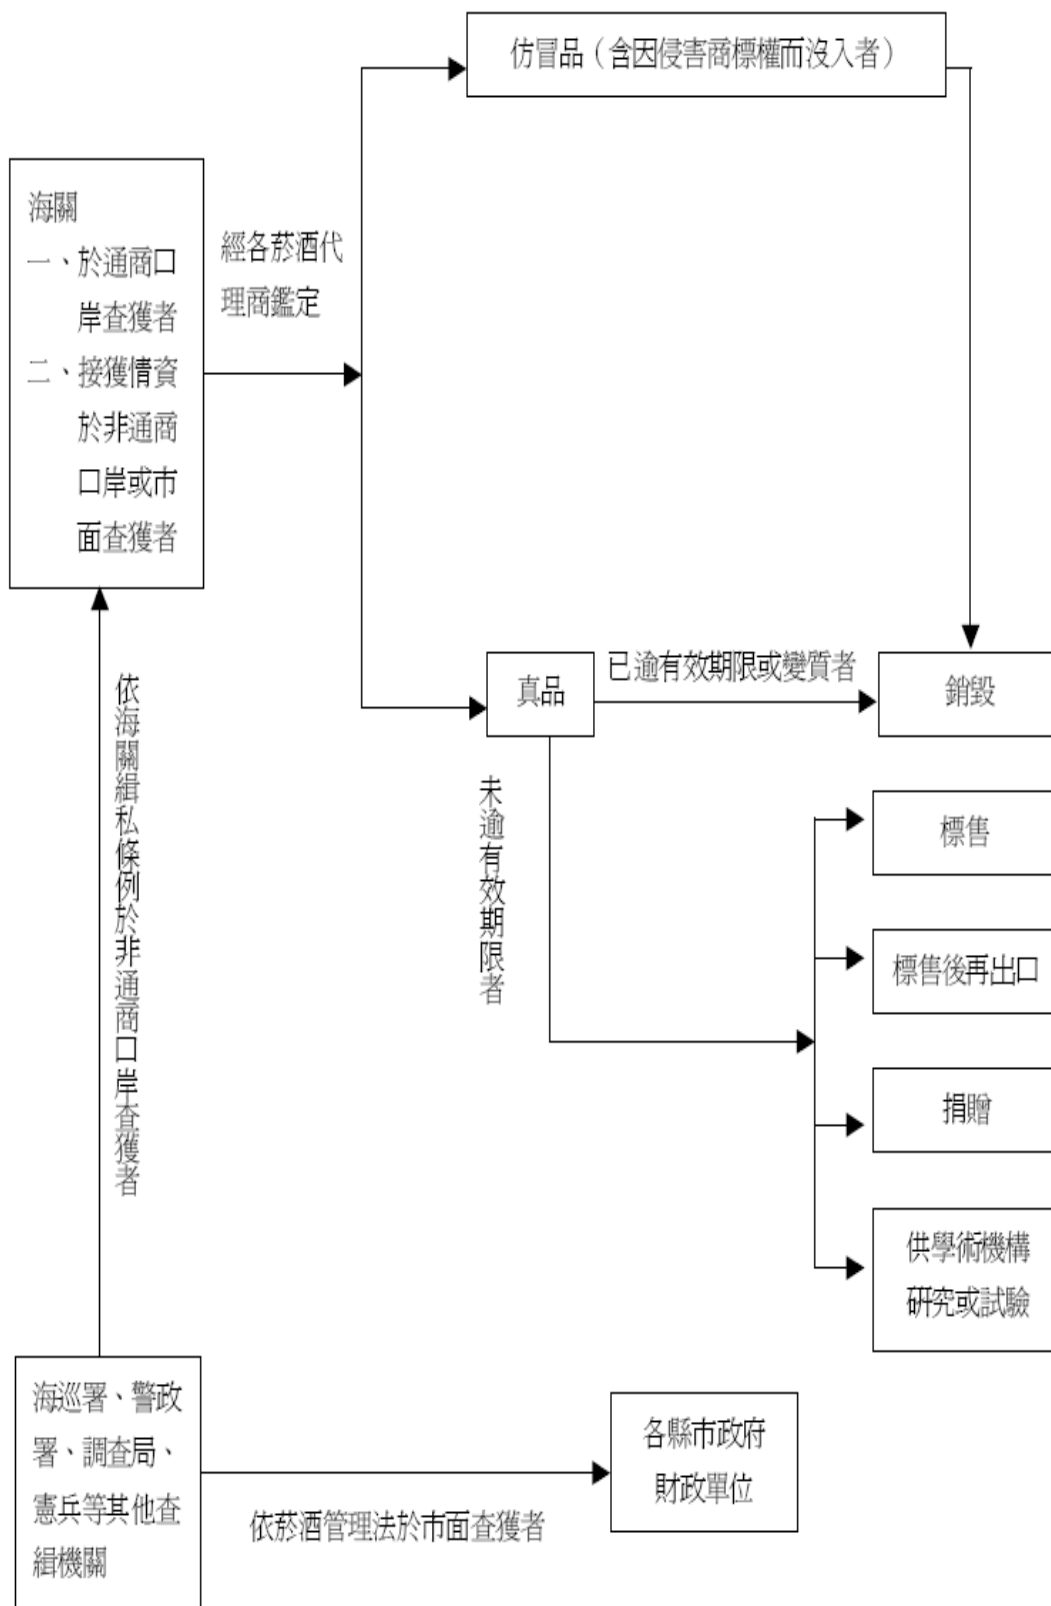 仿冒品（含因侵害商標權而沒入者）
海關
一、於通商口
岸查獲者
二、接獲情資
於非通商
口岸或市
面查獲者
經各菸酒代
理商鑑定
真品
已逾有效期限或變質者
銷毀
未逾有效期限者
標售
標售後再出口
捐贈
供學術機構
研究或試驗
依海關緝私條例於非通商口岸查獲者
海巡署、警政
署、調查局、
憲兵等其他查
緝機關
依菸酒管理法於市面查獲者
各縣市政府
財政單位